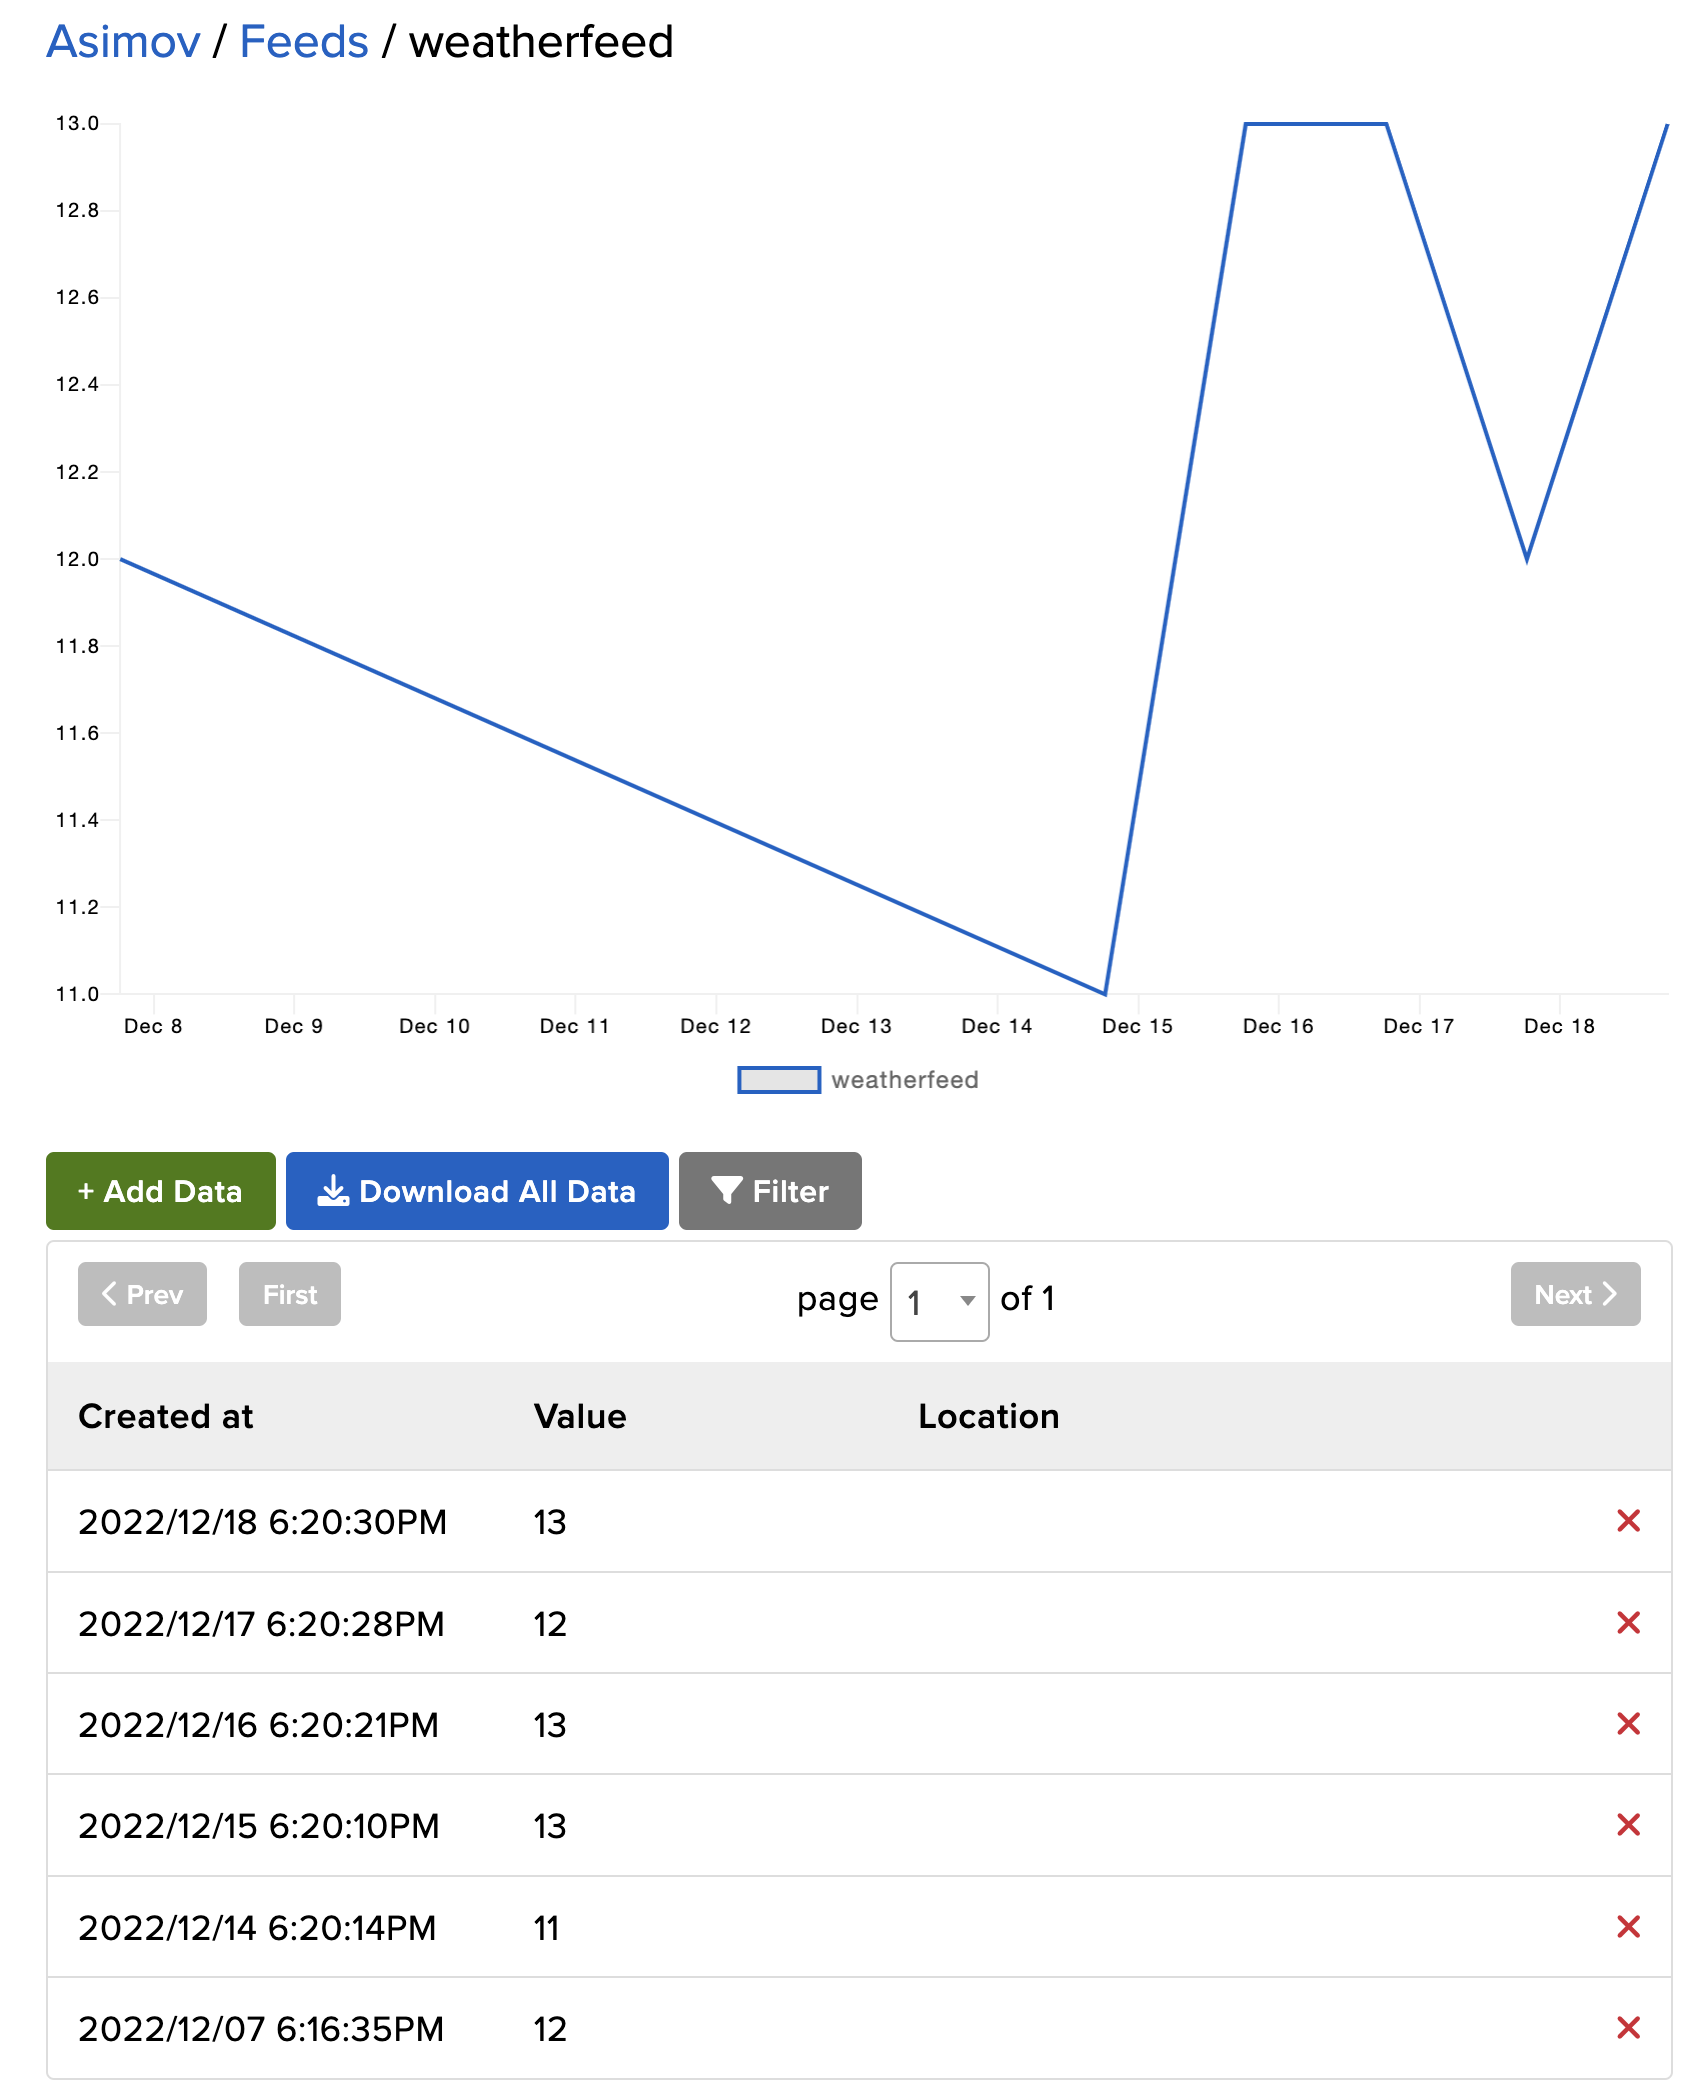 Asimov / Feeds / weatherfeed
13.0
12.8
12.6
12.4
12.2
12.0
11.8
11.6
11.4
11.2
11.0
Dec 8 Dec 9 Dec 10 Dec 11 Dec 12 Dec 13 Dec 14 Dec 15 Dec 16 Dec 17 Dec 18
weatherfeed
+ Add Data Download All Data Filter
Prev First page 1 of 1 Next
Created at Value Location
2022/12/18 6:20:30PM 13
2022/12/17 6:20:28PM 12
2022/12/16 6:20:21PM 13
2022/12/15 6:20:10PM 13
2022/12/14 6:20:14PM 11
2022/12/07 6:16:35PM 12